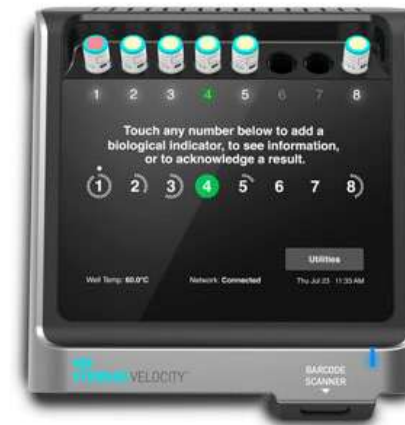 1 2 3 4 5 6 7 8
Touch any number below to add a
biological indicator, to see information,
or to acknowledge a result.
1 2 3 4 5 6 7 8
Utilities
Well Temp: 60.0°C Network: Connected Thu Jul 23 11:35 AM
VELOCITY™
BARCODE
SCANNER